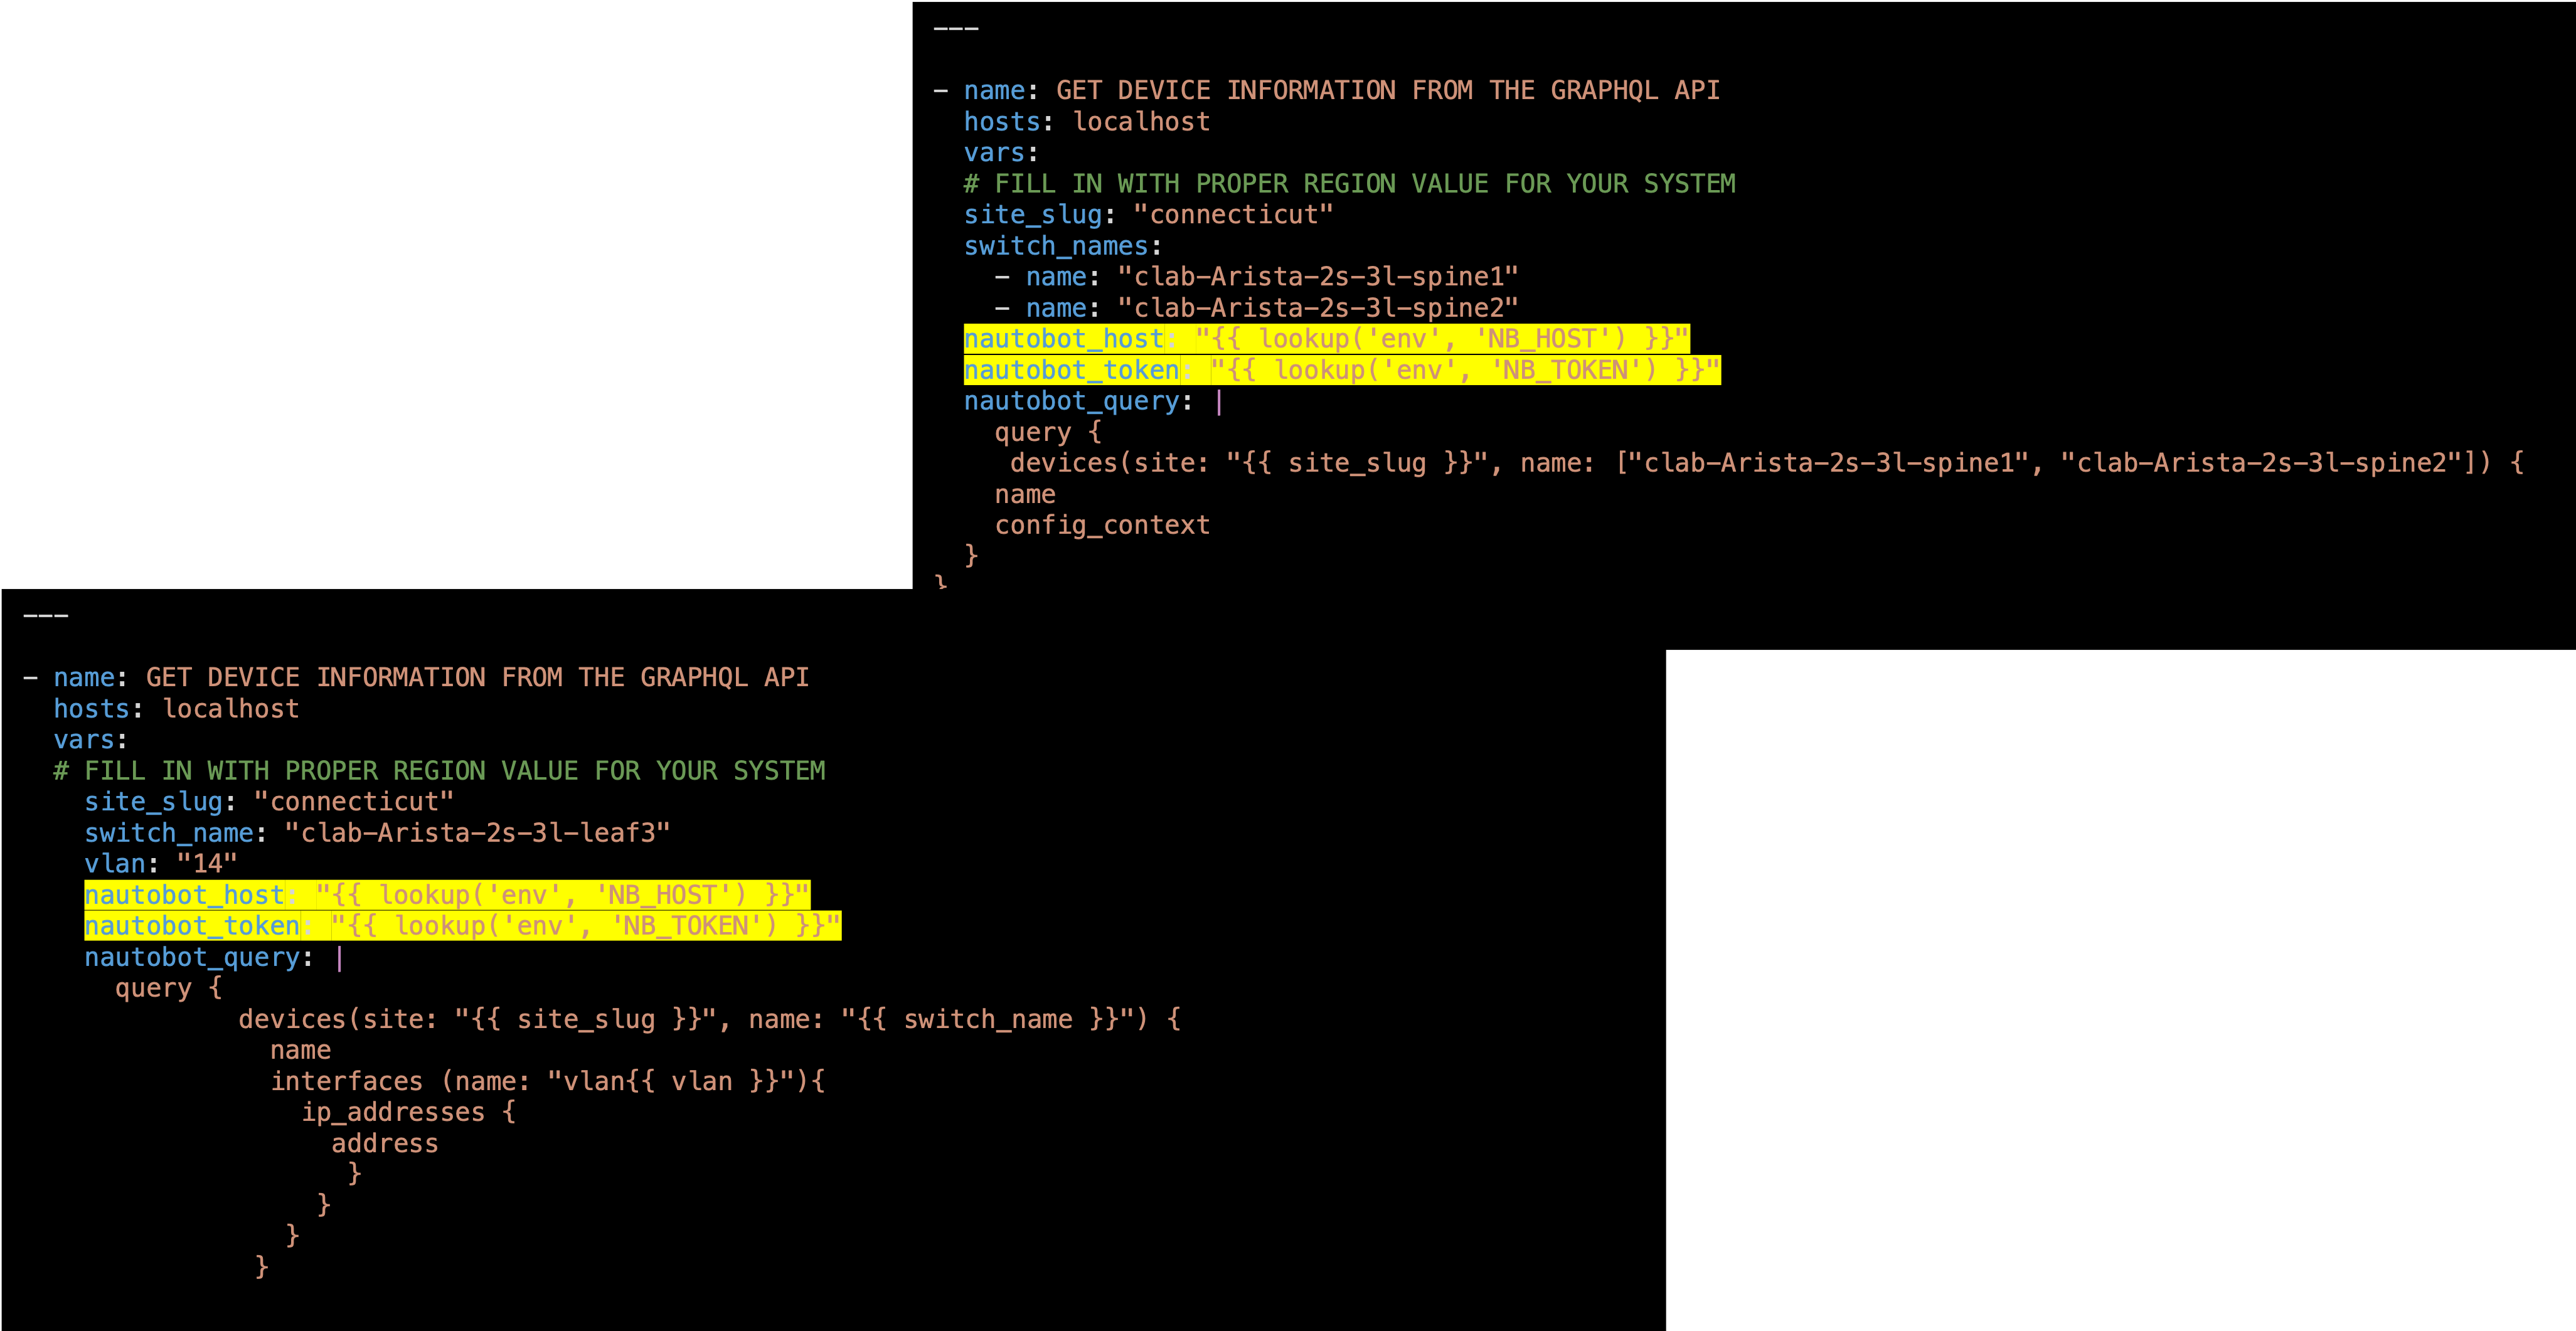 ---
- name: GET DEVICE INFORMATION FROM THE GRAPHQL API
  hosts: localhost
  vars:
  # FILL IN WITH PROPER REGION VALUE FOR YOUR SYSTEM
  site_slug: "connecticut"
  switch_names:
    - name: "clab-Arista-2s-3l-spine1"
    - name: "clab-Arista-2s-3l-spine2"
  nautobot_host: "{{ lookup('env', 'NB_HOST') }}"
  nautobot_token: "{{ lookup('env', 'NB_TOKEN') }}"
  nautobot_query: |
    query {
     devices(site: "{{ site_slug }}", name: ["clab-Arista-2s-3l-spine1", "clab-Arista-2s-3l-spine2"]) {
    name
    config_context
  }
}
---
- name: GET DEVICE INFORMATION FROM THE GRAPHQL API
  hosts: localhost
  vars:
  # FILL IN WITH PROPER REGION VALUE FOR YOUR SYSTEM
    site_slug: "connecticut"
    switch_name: "clab-Arista-2s-3l-leaf3"
    vlan: "14"
    nautobot_host: "{{ lookup('env', 'NB_HOST') }}"
    nautobot_token: "{{ lookup('env', 'NB_TOKEN') }}"
    nautobot_query: |
      query {
              devices(site: "{{ site_slug }}", name: "{{ switch_name }}") {
                name
                interfaces (name: "vlan{{ vlan }}"){
                  ip_addresses {
                    address
                     }
                   }
                 }
               }